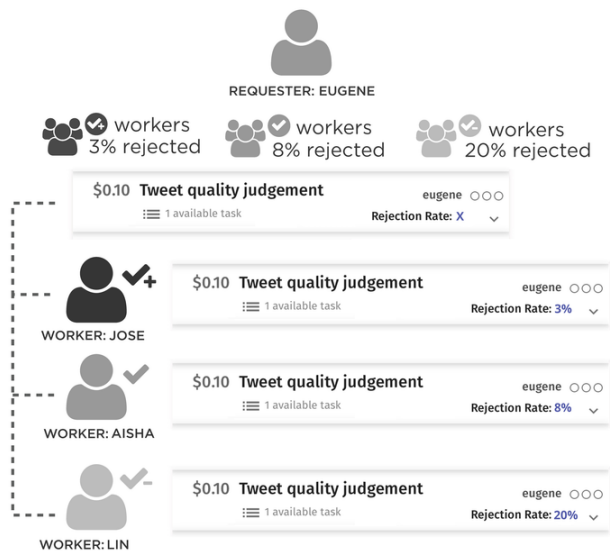 REQUESTER: EUGENE
workers
3% rejected
workers
8% rejected
workers
20% rejected
$0.10 Tweet quality judgement
eugene
1 available task
Rejection Rate: X
$0.10 Tweet quality judgement
eugene
1 available task
Rejection Rate: 3%
WORKER: JOSE
$0.10 Tweet quality judgement
eugene
1 available task
Rejection Rate: 8%
WORKER: AISHA
$0.10 Tweet quality judgement
eugene
1 available task
Rejection Rate: 20%
WORKER: LIN